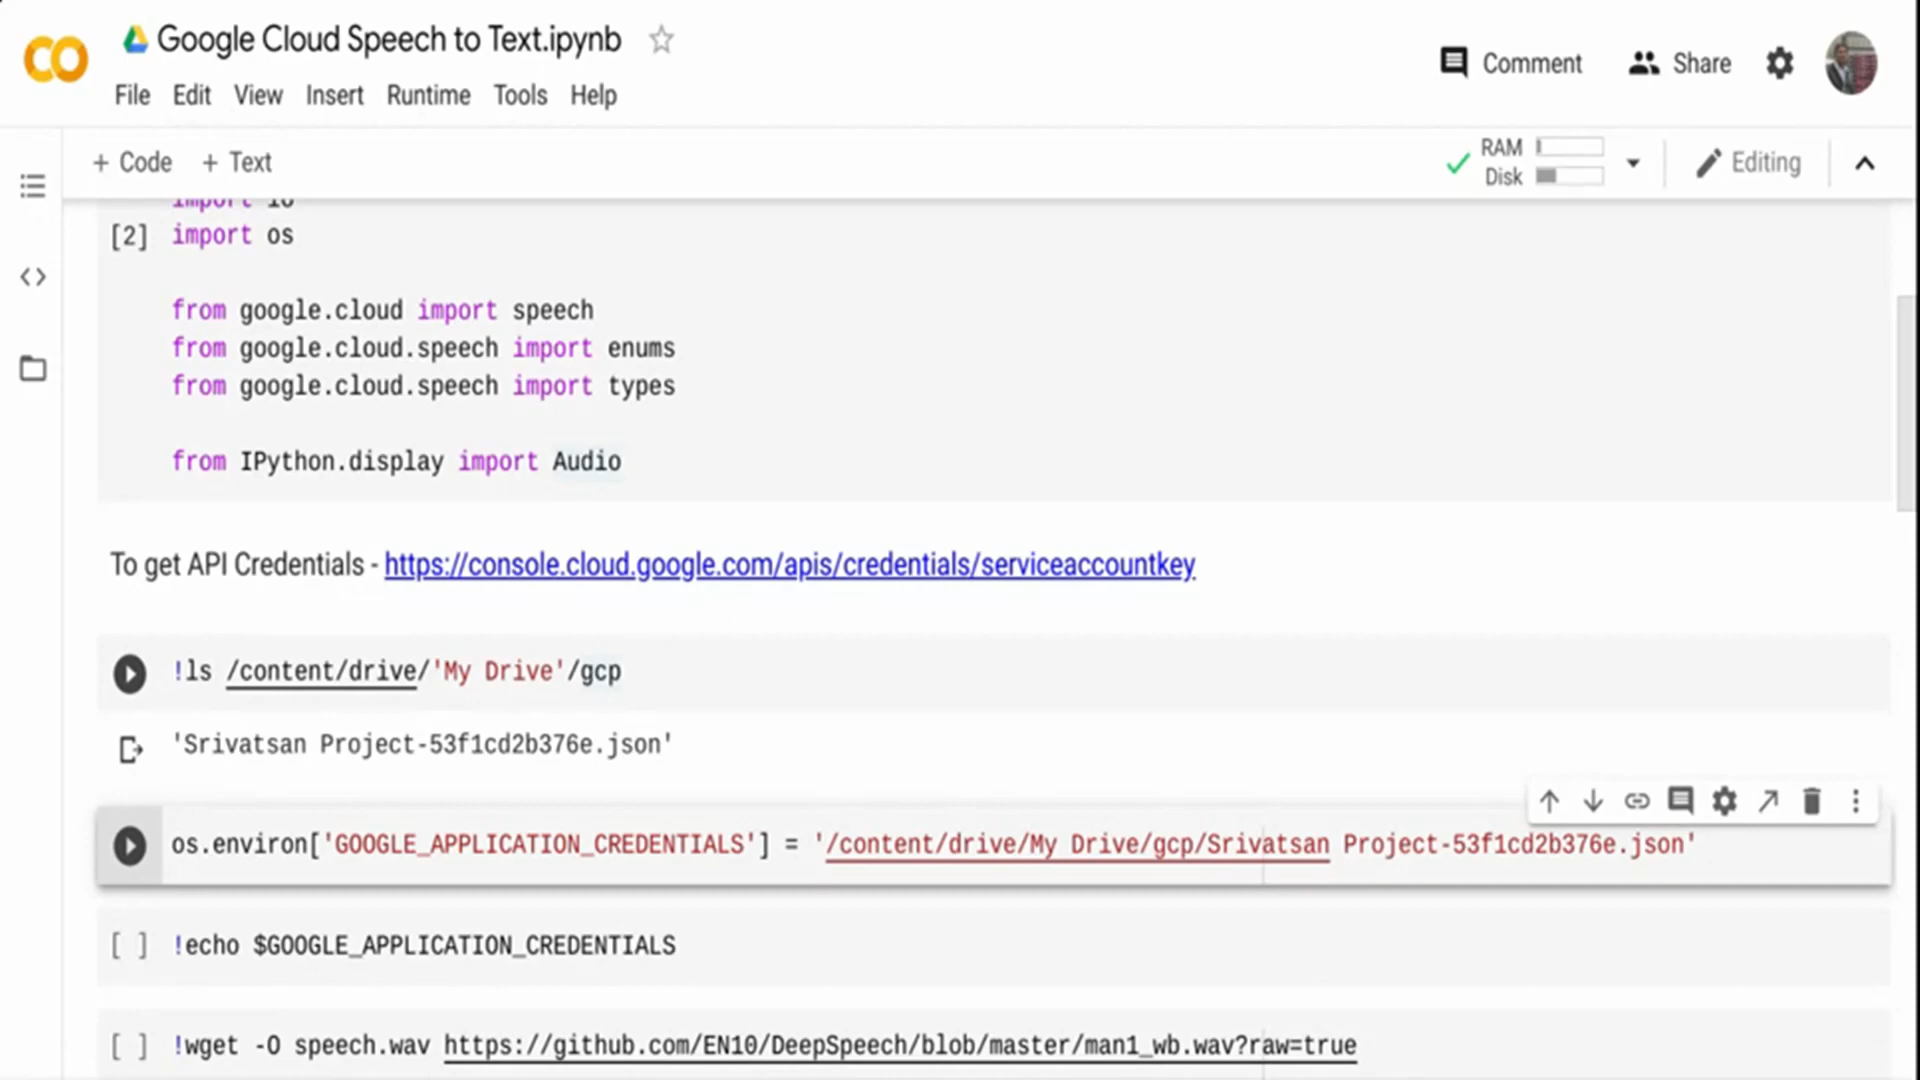 Google Cloud Speech to Text.ipynb
Comment
Share
File Edit View Insert Runtime Tools Help
+ Code + Text
RAM
Disk
Editing
import io
[2] import os
from google.cloud import speech
from google.cloud.speech import enums
from google.cloud.speech import types
from IPython.display import Audio
To get API Credentials - https://console.cloud.google.com/apis/credentials/serviceaccountkey
!ls /content/drive/'My Drive'/gcp
'Srivatsan Project-53f1cd2b376e.json'
os.environ['GOOGLE_APPLICATION_CREDENTIALS'] = '/content/drive/My Drive/gcp/Srivatsan Project-53f1cd2b376e.json'
[ ] !echo $GOOGLE_APPLICATION_CREDENTIALS
[ ] !wget -O speech.wav https://github.com/EN10/DeepSpeech/blob/master/man1_wb.wav?raw=true